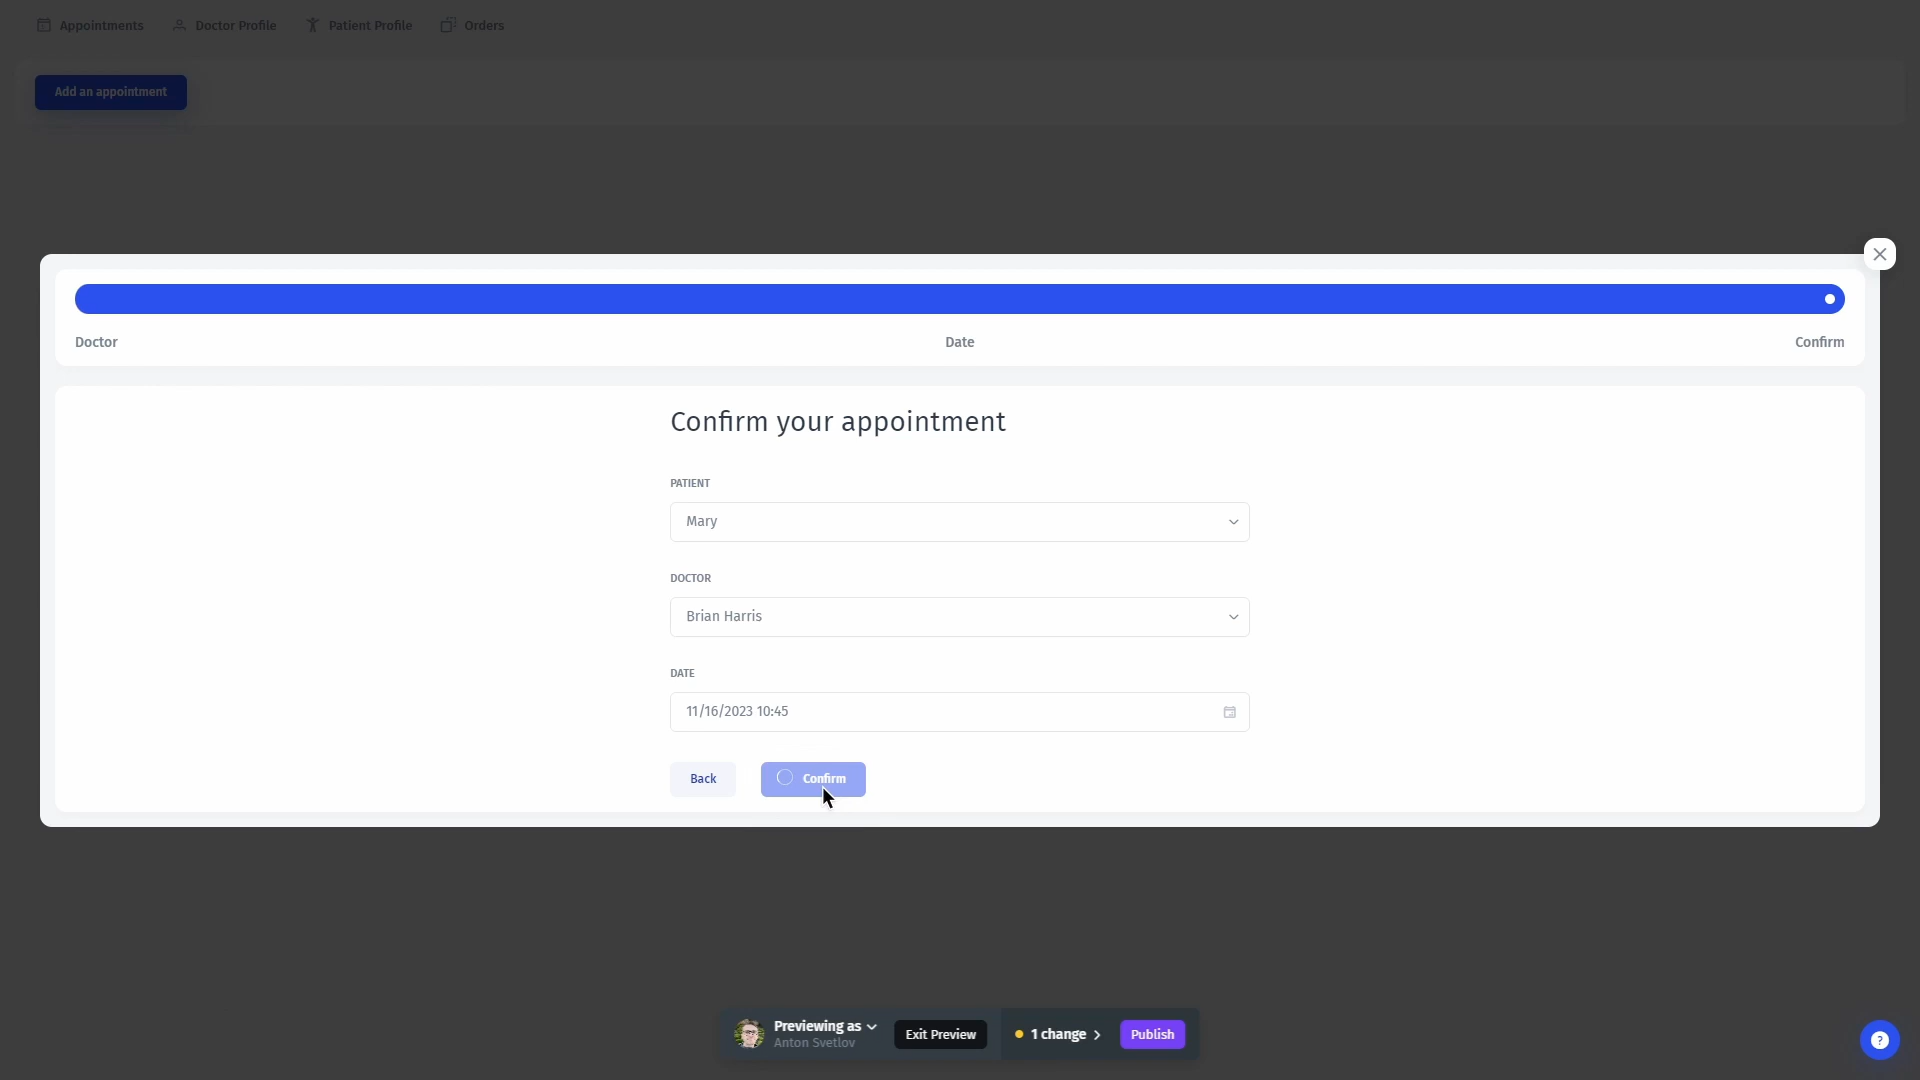 Appointments
Doctor Profile
Patient Profile
Orders
Add an appointment
Doctor
Date
Confirm
Confirm your appointment
PATIENT
Mary
DOCTOR
Brian Harris
DATE
11/16/2023 10:45
Back
Confirm
Previewing as
Anton Svetlov
Exit Preview
1 change
Publish
?